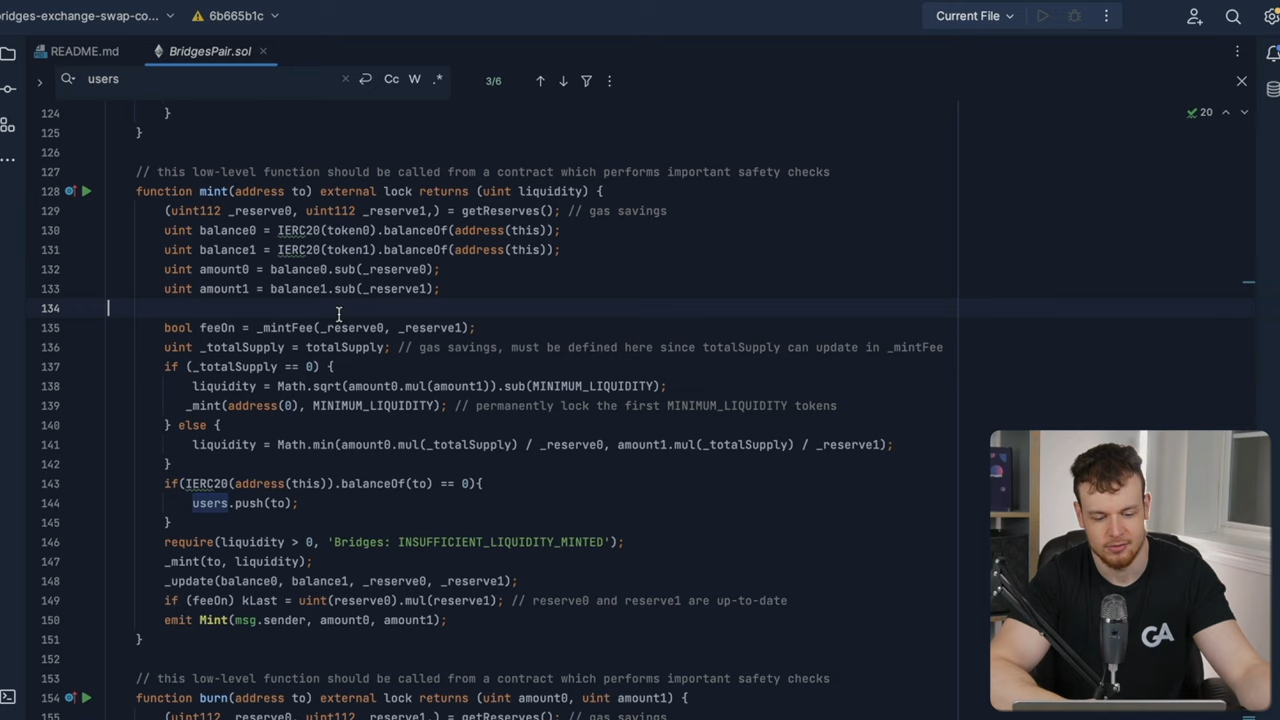 ridges-exchange-swap-co...
6b665b1c
Current File
README.md
BridgesPair.sol
users
Cc
W
.*
3/6
20
124 }
125 }
126
127 // this low-level function should be called from a contract which performs important safety checks
128 function mint(address to) external lock returns (uint liquidity) {
129 (uint112 _reserve0, uint112 _reserve1,) = getReserves(); // gas savings
130 uint balance0 = IERC20(token0).balanceOf(address(this));
131 uint balance1 = IERC20(token1).balanceOf(address(this));
132 uint amount0 = balance0.sub(_reserve0);
133 uint amount1 = balance1.sub(_reserve1);
134
135 bool feeOn = _mintFee(_reserve0, _reserve1);
136 uint _totalSupply = totalSupply; // gas savings, must be defined here since totalSupply can update in _mintFee
137 if (_totalSupply == 0) {
138 liquidity = Math.sqrt(amount0.mul(amount1)).sub(MINIMUM_LIQUIDITY);
139 _mint(address(0), MINIMUM_LIQUIDITY); // permanently lock the first MINIMUM_LIQUIDITY tokens
140 } else {
141 liquidity = Math.min(amount0.mul(_totalSupply) / _reserve0, amount1.mul(_totalSupply) / _reserve1);
142 }
143 if(IERC20(address(this)).balanceOf(to) == 0){
144 users.push(to);
145 }
146 require(liquidity > 0, 'Bridges: INSUFFICIENT_LIQUIDITY_MINTED');
147 _mint(to, liquidity);
148 _update(balance0, balance1, _reserve0, _reserve1);
149 if (feeOn) kLast = uint(reserve0).mul(reserve1); // reserve0 and reserve1 are up-to-date
150 emit Mint(msg.sender, amount0, amount1);
151 }
152
153 // this low-level function should be called from a contract which performs important safety checks
154 function burn(address to) external lock returns (uint amount0, uint amount1) {
155 (uint112 _reserve0, uint112 _reserve1,) = getReserves(); // gas savings
GA